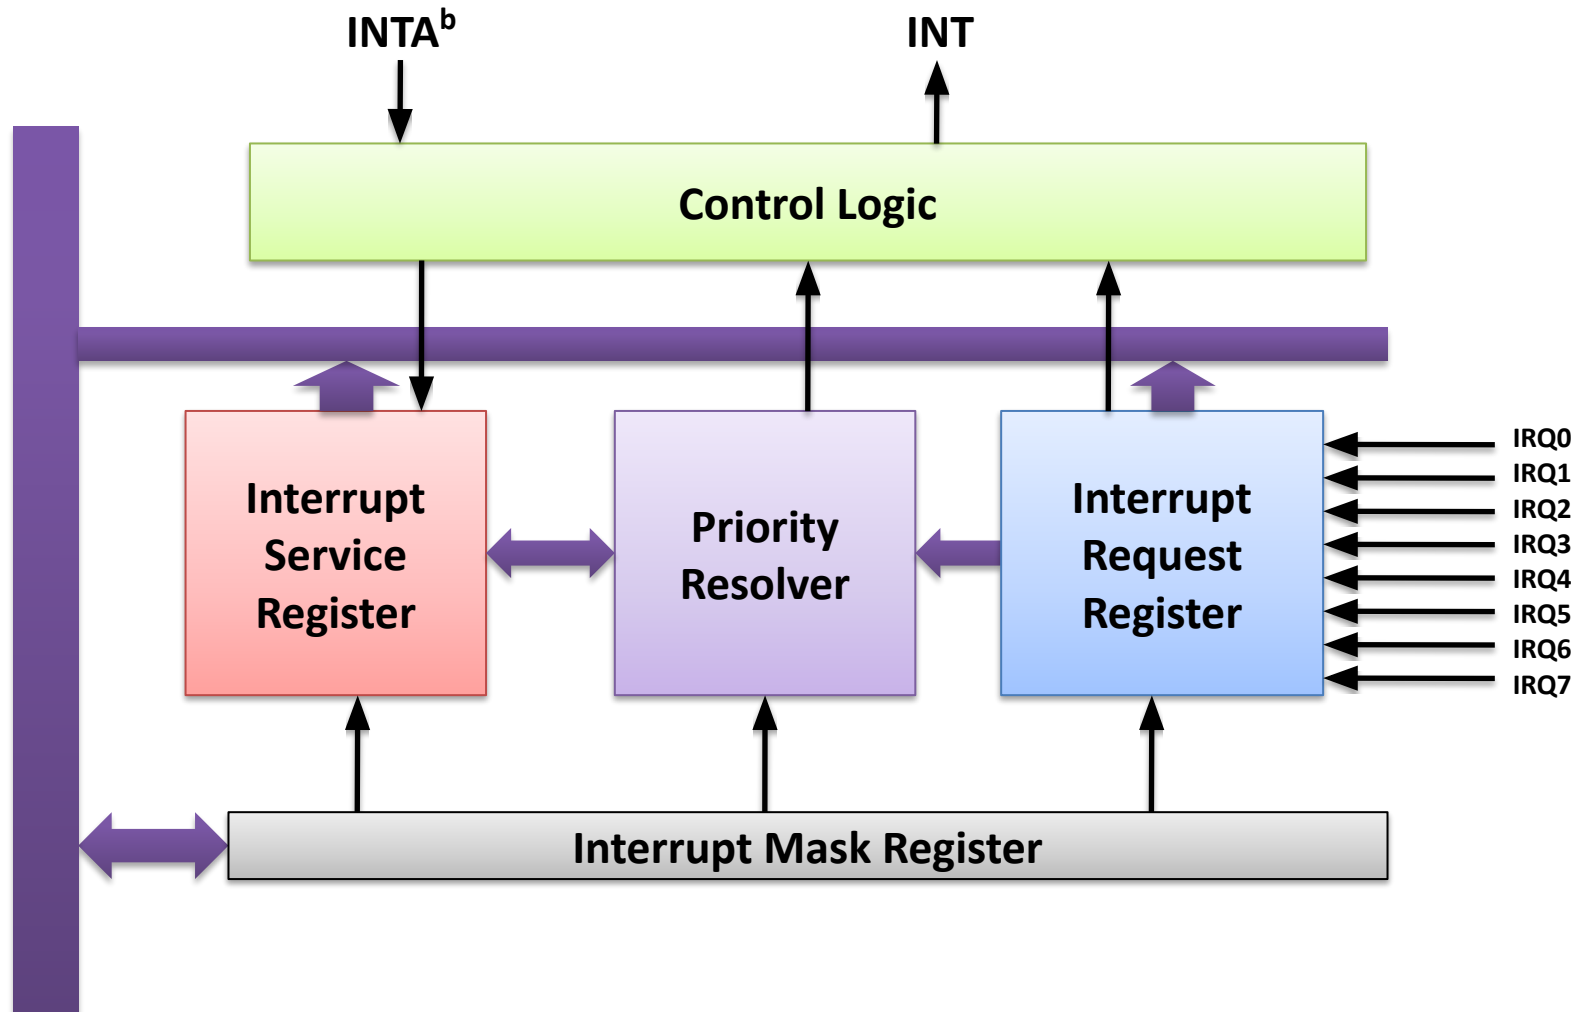 INTAᵇ
INT
Control Logic
Interrupt
Service
Register
Priority
Resolver
Interrupt
Request
Register
IRQ0
IRQ1
IRQ2
IRQ3
IRQ4
IRQ5
IRQ6
IRQ7
Interrupt Mask Register